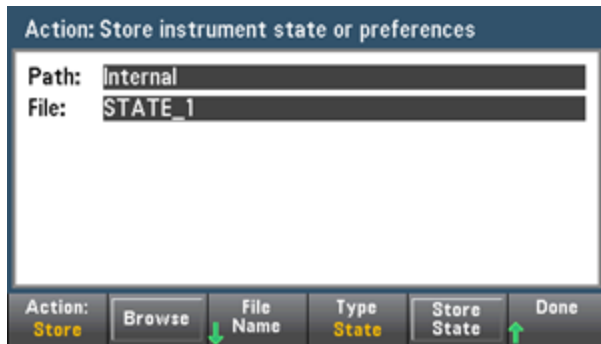 Action: Store instrument state or preferences
Path: Internal
File: STATE_1
Action: Store
Browse
File Name
Type State
Store State
Done